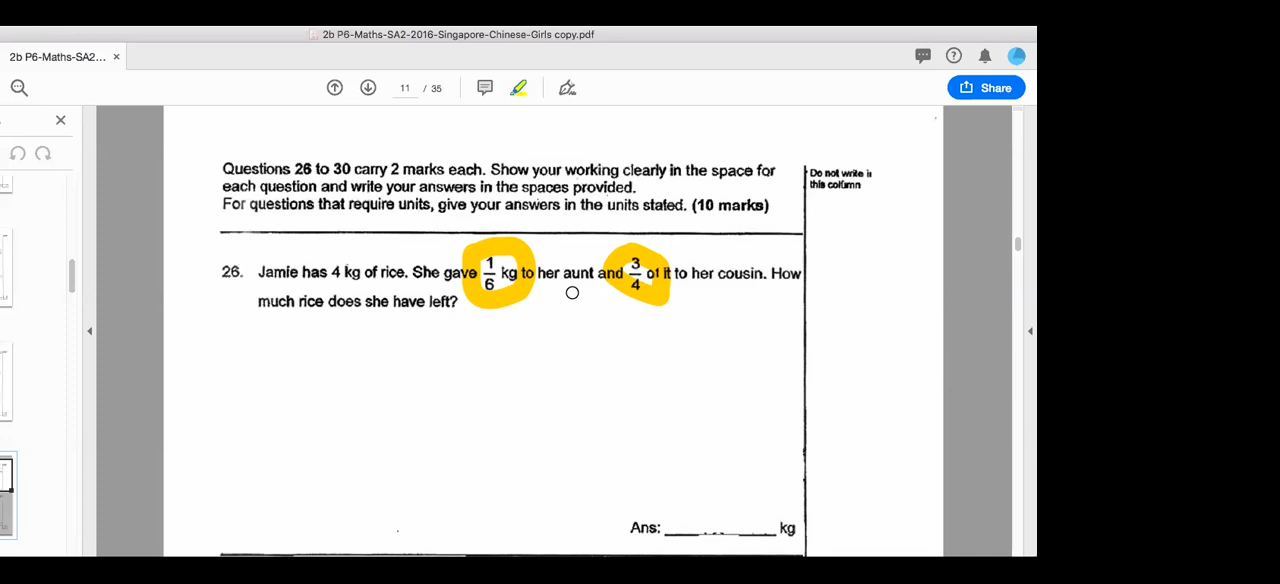 2b P6-Maths-SA2-2016-Singapore-Chinese-Girls copy.pdf
2b P6-Maths-SA2... ×
11 / 35
Share
Questions 26 to 30 carry 2 marks each. Show your working clearly in the space for
each question and write your answers in the spaces provided.
For questions that require units, give your answers in the units stated. (10 marks)
Do not write in
this column
26. Jamie has 4 kg of rice. She gave 1/6 kg to her aunt and 3/4 of it to her cousin. How
much rice does she have left?
Ans: ________ kg